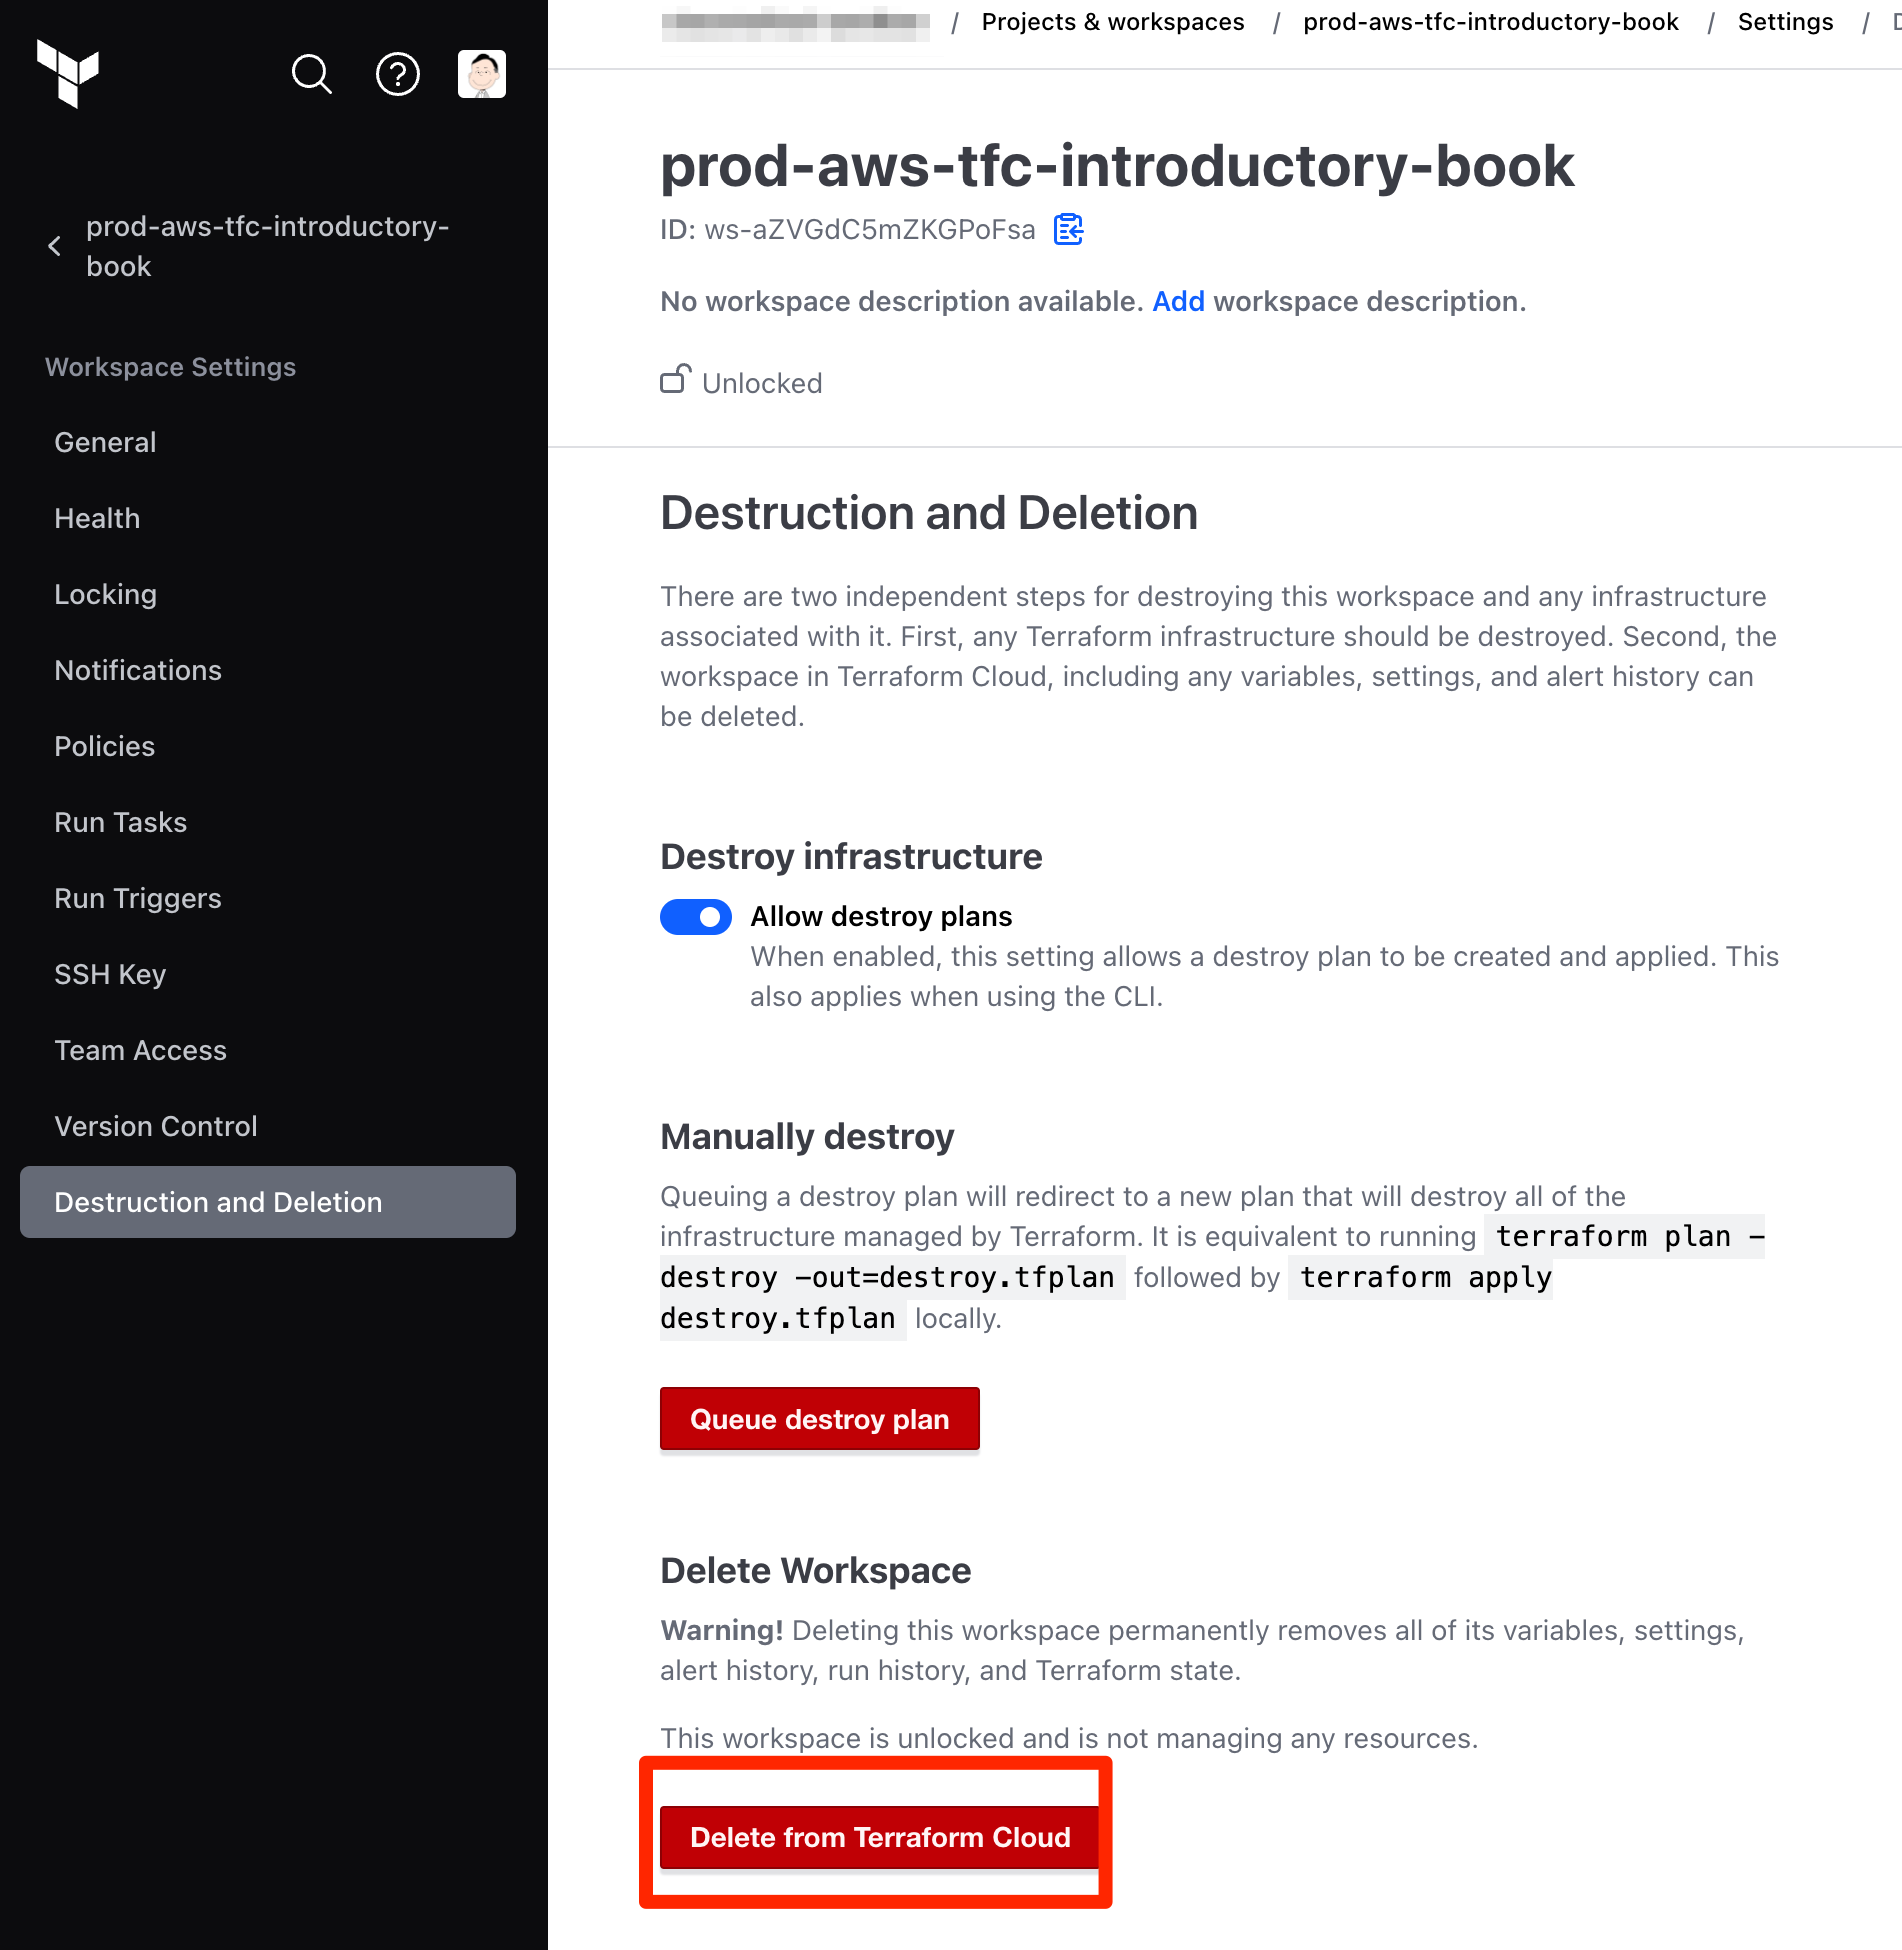 / Projects & workspaces / prod-aws-tfc-introductory-book / Settings /
prod-aws-tfc-introductory-
book
Workspace Settings
General
Health
Locking
Notifications
Policies
Run Tasks
Run Triggers
SSH Key
Team Access
Version Control
Destruction and Deletion
prod-aws-tfc-introductory-book
ID: ws-aZVGdC5mZKGPoFsa
No workspace description available. Add workspace description.
Unlocked
Destruction and Deletion
There are two independent steps for destroying this workspace and any infrastructure
associated with it. First, any Terraform infrastructure should be destroyed. Second, the
workspace in Terraform Cloud, including any variables, settings, and alert history can
be deleted.
Destroy infrastructure
Allow destroy plans
When enabled, this setting allows a destroy plan to be created and applied. This
also applies when using the CLI.
Manually destroy
Queuing a destroy plan will redirect to a new plan that will destroy all of the
infrastructure managed by Terraform. It is equivalent to running terraform plan -
destroy -out=destroy.tfplan followed by terraform apply
destroy.tfplan locally.
Queue destroy plan
Delete Workspace
Warning! Deleting this workspace permanently removes all of its variables, settings,
alert history, run history, and Terraform state.
This workspace is unlocked and is not managing any resources.
Delete from Terraform Cloud